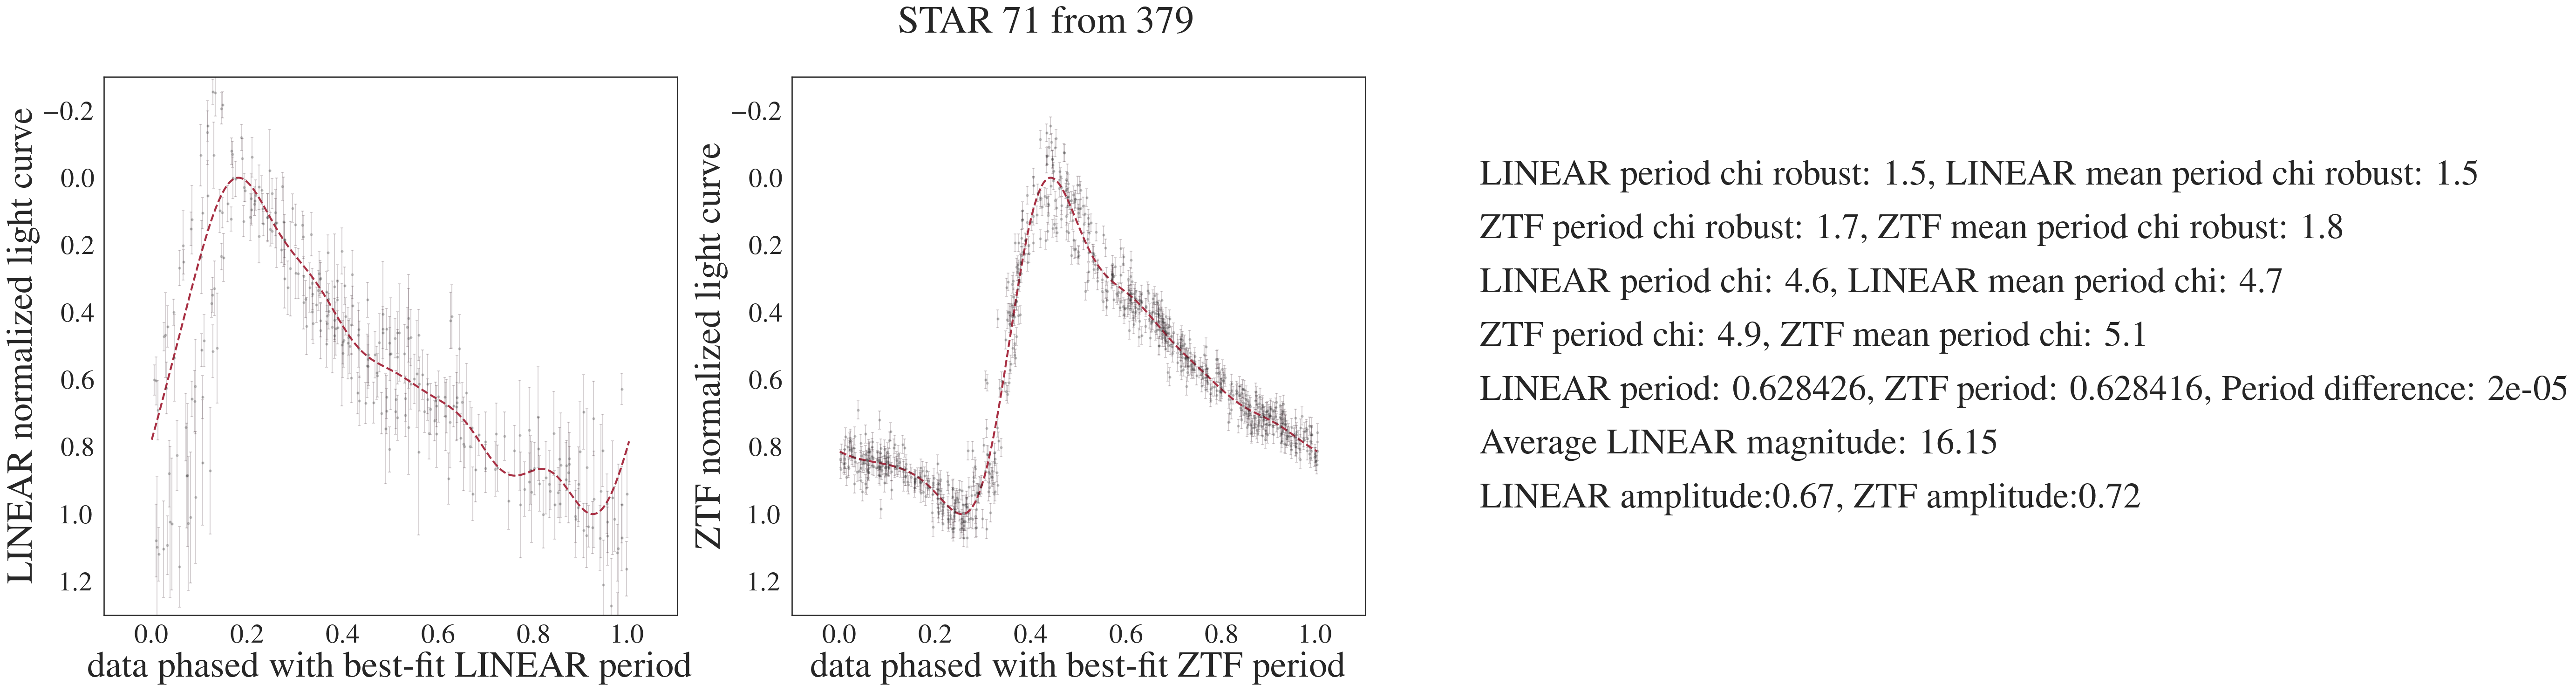 STAR 71 from 379
LINEAR normalized light curve
−0.2
0.0
0.2
0.4
0.6
0.8
1.0
1.2
0.0 0.2 0.4 0.6 0.8 1.0
data phased with best-fit LINEAR period
ZTF normalized light curve
−0.2
0.0
0.2
0.4
0.6
0.8
1.0
1.2
0.0 0.2 0.4 0.6 0.8 1.0
data phased with best-fit ZTF period
LINEAR period chi robust: 1.5, LINEAR mean period chi robust: 1.5
ZTF period chi robust: 1.7, ZTF mean period chi robust: 1.8
LINEAR period chi: 4.6, LINEAR mean period chi: 4.7
ZTF period chi: 4.9, ZTF mean period chi: 5.1
LINEAR period: 0.628426, ZTF period: 0.628416, Period difference: 2e-05
Average LINEAR magnitude: 16.15
LINEAR amplitude:0.67, ZTF amplitude:0.72